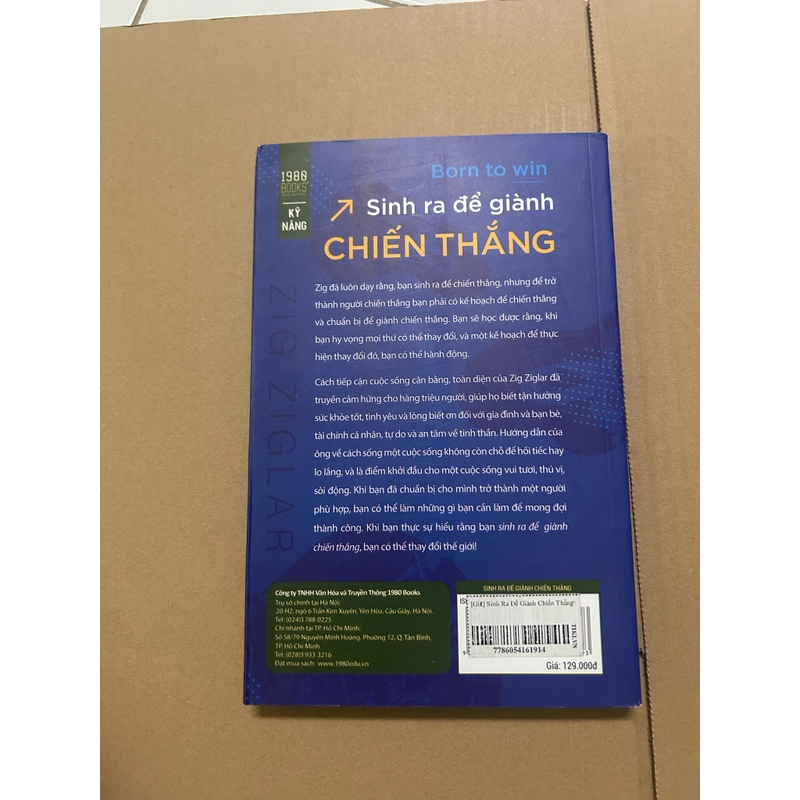 1980
BOOKS
KỸ
NĂNG
Born to win
Sinh ra để giành
CHIẾN THẮNG
ZIG ZIGLAR
Zig đã luôn dạy rằng, bạn sinh ra để chiến thắng, nhưng để trở
thành người chiến thắng bạn phải có kế hoạch để chiến thắng
và chuẩn bị để giành chiến thắng. Bạn sẽ học được rằng, khi
bạn hy vọng mọi thứ có thể thay đổi, và một kế hoạch để thực
hiện thay đổi đó, bạn có thể hành động.
Cách tiếp cận cuộc sống cân bằng, toàn diện của Zig Ziglar đã
truyền cảm hứng cho hàng triệu người, giúp họ biết tận hưởng
sức khỏe tốt, tình yêu và lòng biết ơn đối với gia đình và bạn bè,
tài chính cá nhân, tự do và an tâm về tinh thần. Hướng dẫn của
ông về cách sống một cuộc sống không còn chỗ để hối tiếc hay
lo lắng, và là điểm khởi đầu cho một cuộc sống vui tươi, thú vị,
sôi động. Khi bạn đã chuẩn bị cho mình trở thành một người
phù hợp, bạn có thể làm những gì bạn cần làm để mong đợi
thành công. Khi bạn thực sự hiểu rằng bạn sinh ra để giành
chiến thắng, bạn có thể thay đổi thế giới!
Công ty TNHH Văn Hóa và Truyền Thông 1980 Books
Trụ sở chính tại Hà Nội:
20-H2, ngõ 6 Trần Kim Xuyến, Yên Hòa, Cầu Giấy, Hà Nội.
Tel: (024)3 788 0225
Chi nhánh tại TP. Hồ Chí Minh:
Số 58/79 Nguyễn Minh Hoàng, Phường 12, Q. Tân Bình,
TP. Hồ Chí Minh
Tel: (028)3 933 3216
Đặt mua sách: www.1980edu.vn
SINH RA ĐỂ GIÀNH CHIẾN THẮNG
[Gift] Sinh Ra Để Giành Chiến Thắng
TIKI.VN
7786054161914
Giá: 129.000đ